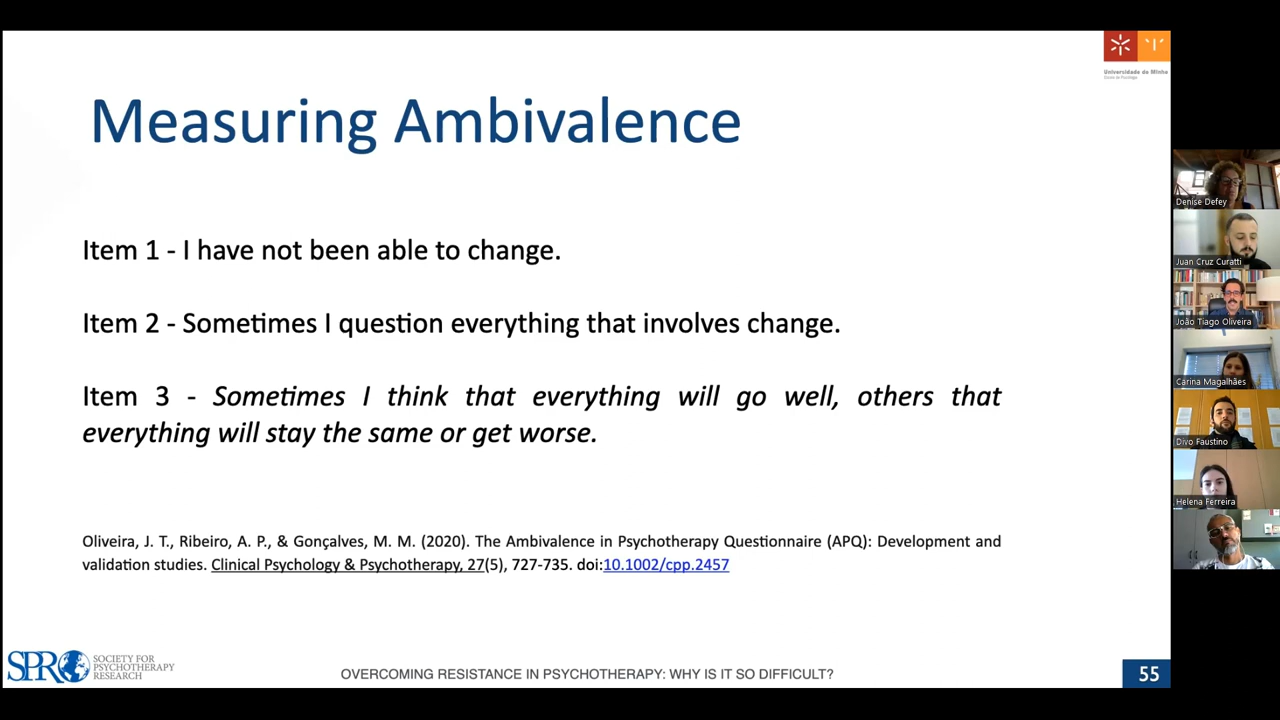 Universidade do Minho
Measuring Ambivalence
Item 1 - I have not been able to change.
Item 2 - Sometimes I question everything that involves change.
Item 3 - Sometimes I think that everything will go well, others that
everything will stay the same or get worse.
Oliveira, J. T., Ribeiro, A. P., & Gonçalves, M. M. (2020). The Ambivalence in Psychotherapy Questionnaire (APQ): Development and
validation studies. Clinical Psychology & Psychotherapy, 27(5), 727-735. doi:10.1002/cpp.2457
SPR
SOCIETY FOR
PSYCHOTHERAPY
RESEARCH
OVERCOMING RESISTANCE IN PSYCHOTHERAPY: WHY IS IT SO DIFFICULT?
55
Denise Defey
Juan Cruz Curatti
João Tiago Oliveira
Carina Magalhães
Divo Faustino
Helena Ferreira